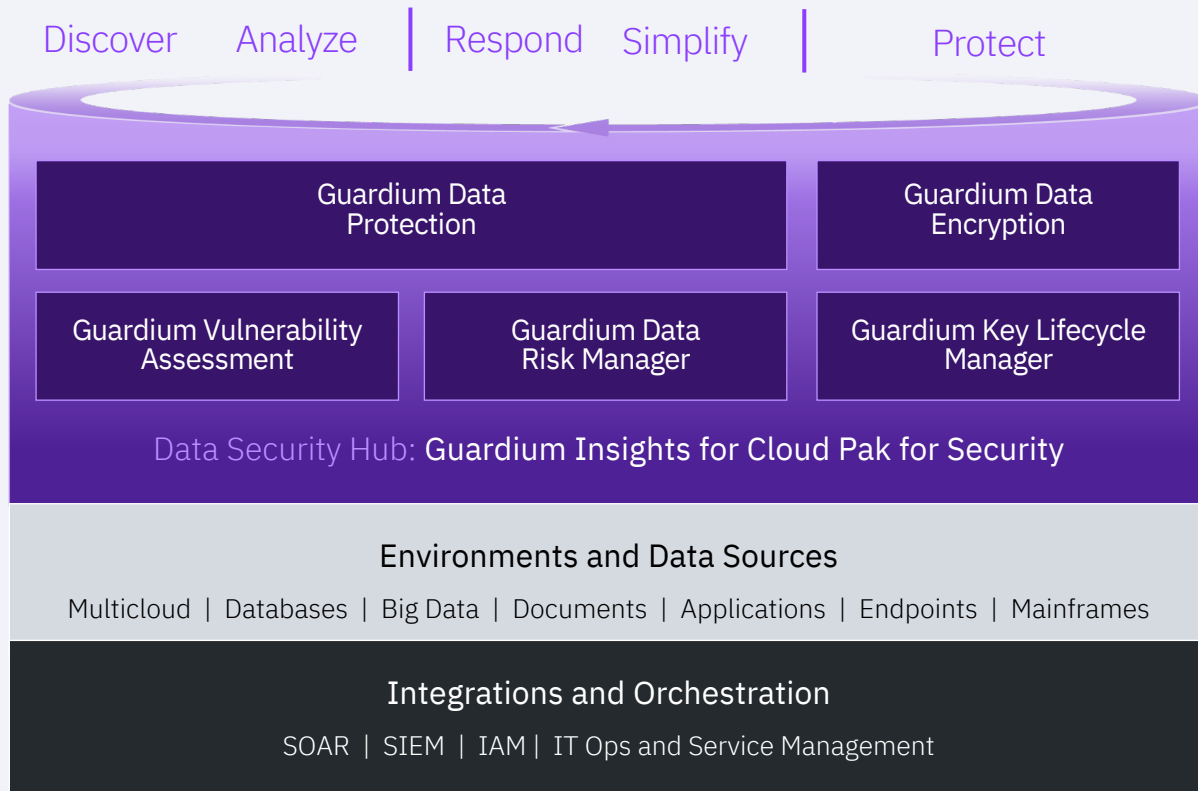 Discover Analyze | Respond Simplify | Protect
Guardium Data
Protection
Guardium Data
Encryption
Guardium Vulnerability
Assessment
Guardium Data
Risk Manager
Guardium Key Lifecycle
Manager
Data Security Hub: Guardium Insights for Cloud Pak for Security
Environments and Data Sources
Multicloud | Databases | Big Data | Documents | Applications | Endpoints | Mainframes
Integrations and Orchestration
SOAR | SIEM | IAM | IT Ops and Service Management